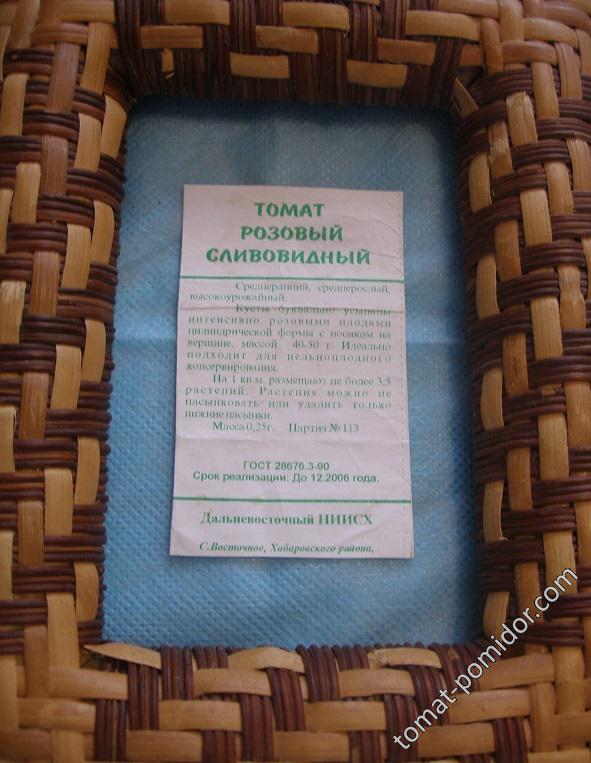 ТОМАТ
РОЗОВЫЙ
СЛИВОВИДНЫЙ
Среднеранний, среднерослый,
высокоурожайный.
Кусты буквально усыпаны
интенсивно розовыми плодами
цилиндрической формы с носиком на
вершине, массой 40-50 г. Идеально
подходит для цельноплодного
консервирования.
На 1 кв.м. размещают не более 3,5
растений. Растения можно не
пасынковать или удалить только
нижние пасынки.
Масса 0,25г. Партия №113
ГОСТ 28676.3-90
Срок реализации: До 12.2006 года.
Дальневосточный НИИСХ
С.Восточное, Хабаровского района,
tomat-pomidor.com